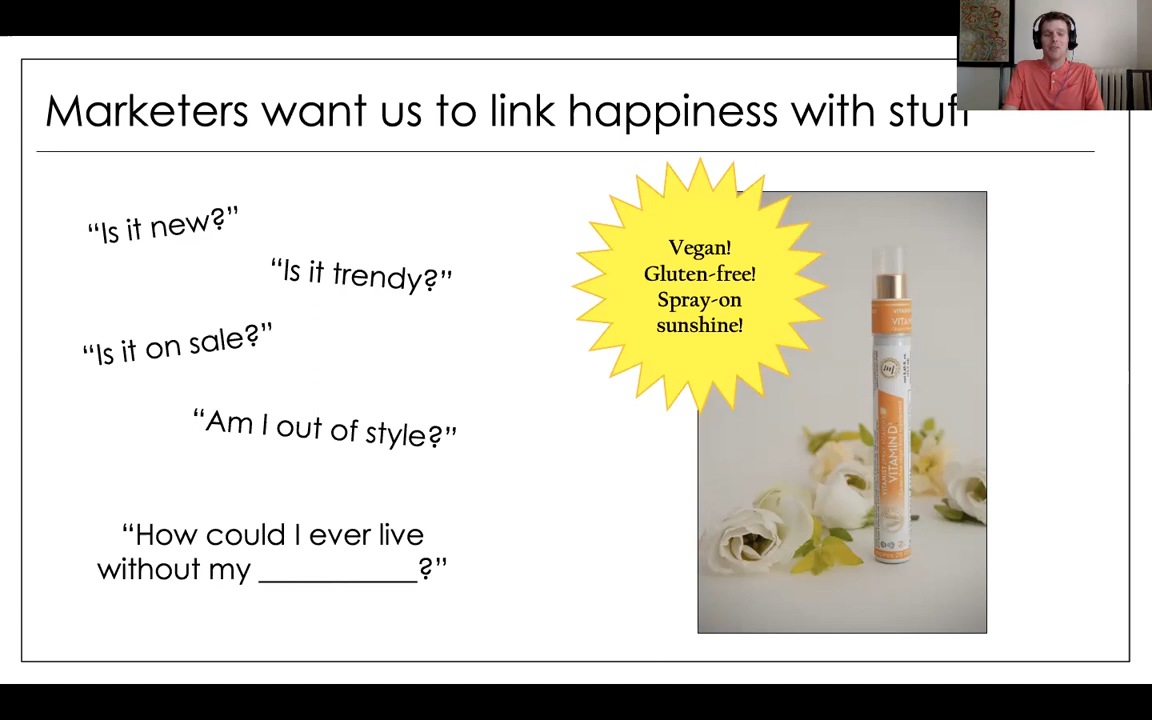 Marketers want us to link happiness with stuff
“Is it new?”
“Is it trendy?”
“Is it on sale?”
“Am I out of style?”
“How could I ever live
without my ___________?”
Vegan!
Gluten-free!
Spray-on
sunshine!
VITAMIN D